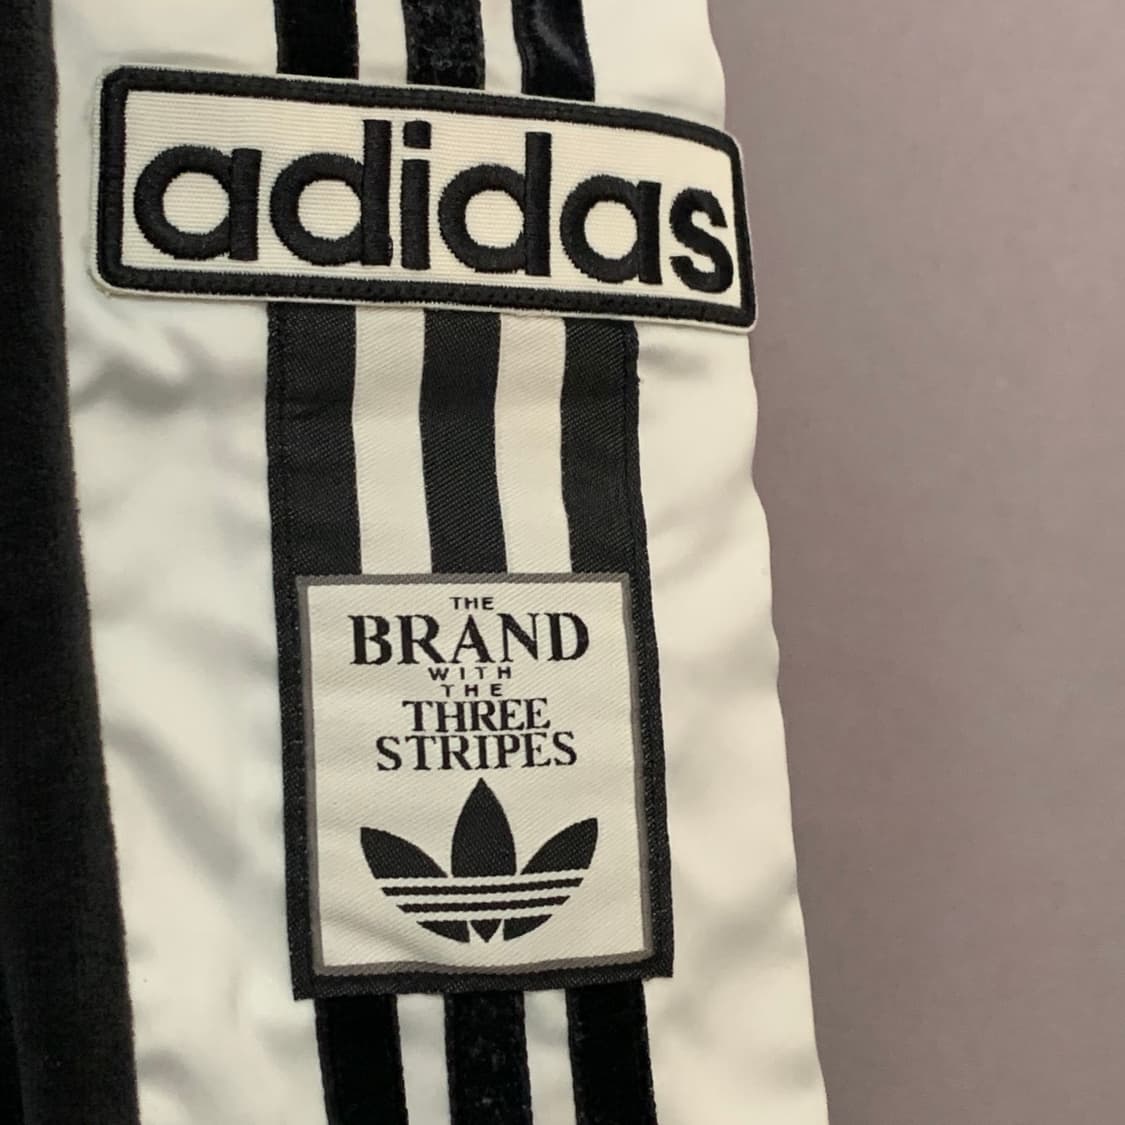 adidas
THE
BRAND
WITH
THE
THREE
STRIPES